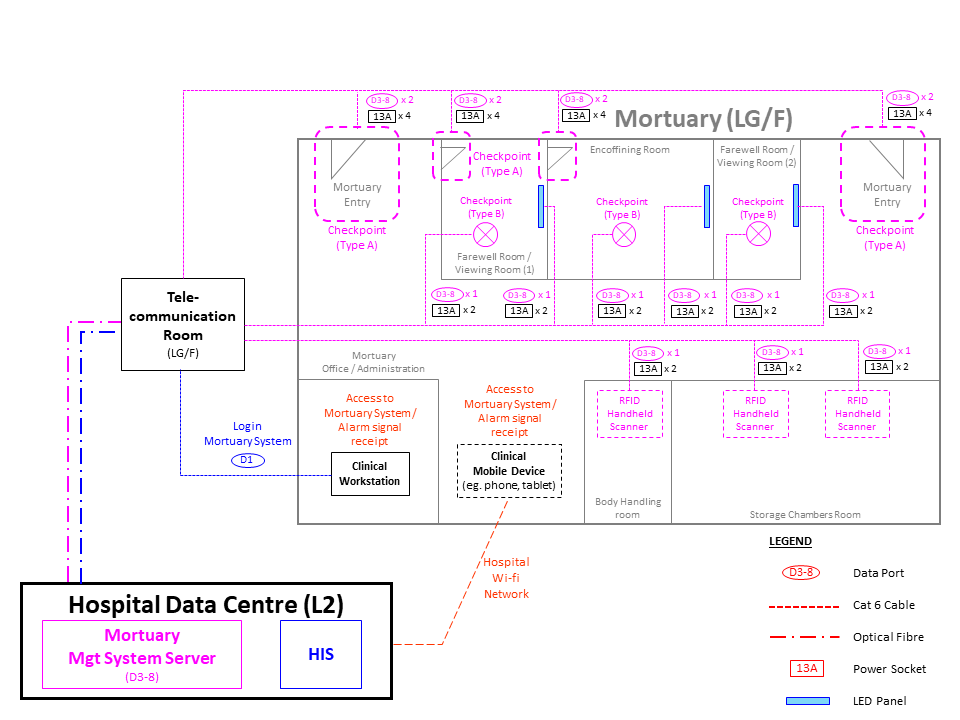 D3-8 x 2
13A x 4
D3-8 x 2
13A x 4
D3-8 x 2
13A x 4
D3-8 x 2
13A x 4
Mortuary (LG/F)
Mortuary
Entry
Checkpoint
(Type A)
Checkpoint
(Type A)
Encoffining Room
Farewell Room /
Viewing Room (2)
Mortuary
Entry
Checkpoint
(Type A)
Checkpoint
(Type B)
Farewell Room /
Viewing Room (1)
Checkpoint
(Type B)
Checkpoint
(Type B)
D3-8 x 1
13A x 2
D3-8 x 1
13A x 2
D3-8 x 1
13A x 2
D3-8 x 1
13A x 2
D3-8 x 1
13A x 2
D3-8 x 1
13A x 2
Tele-
communication
Room
(LG/F)
D3-8 x 1
13A x 2
D3-8 x 1
13A x 2
D3-8 x 1
13A x 2
Mortuary
Office / Administration
Access to
Mortuary System /
Alarm signal
receipt
Access to
Mortuary System /
Alarm signal
receipt
RFID
Handheld
Scanner
RFID
Handheld
Scanner
RFID
Handheld
Scanner
Login
Mortuary System
D1
Clinical
Workstation
Clinical
Mobile Device
(eg. phone, tablet)
Body Handling
room
Storage Chambers Room
Hospital
Wi-fi
Network
Hospital Data Centre (L2)
Mortuary
Mgt System Server
(D3-8)
HIS
LEGEND
D3-8 Data Port
Cat 6 Cable
Optical Fibre
13A Power Socket
LED Panel